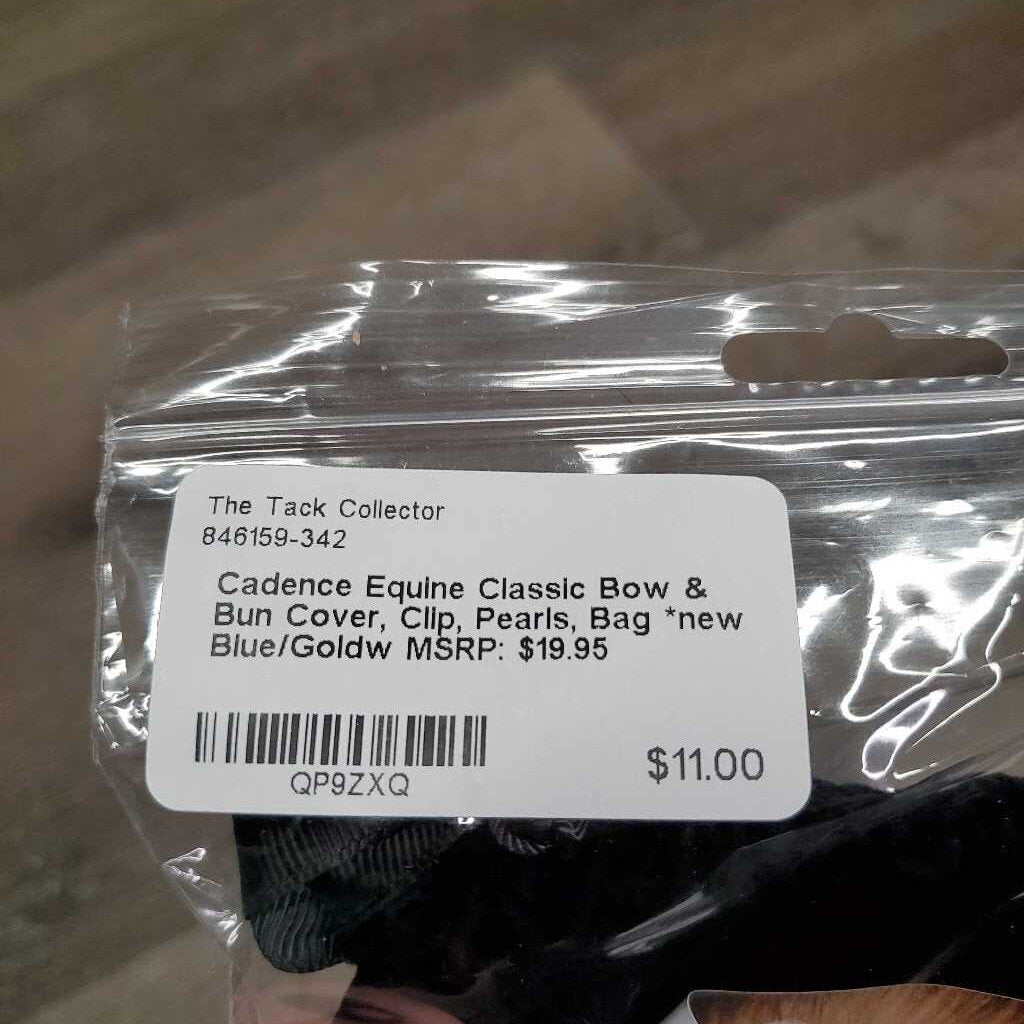 The Tack Collector
846159-342
Cadence Equine Classic Bow &
Bun Cover, Clip, Pearls, Bag *new
Blue/Goldw MSRP: $19.95
QP9ZXQ
$11.00